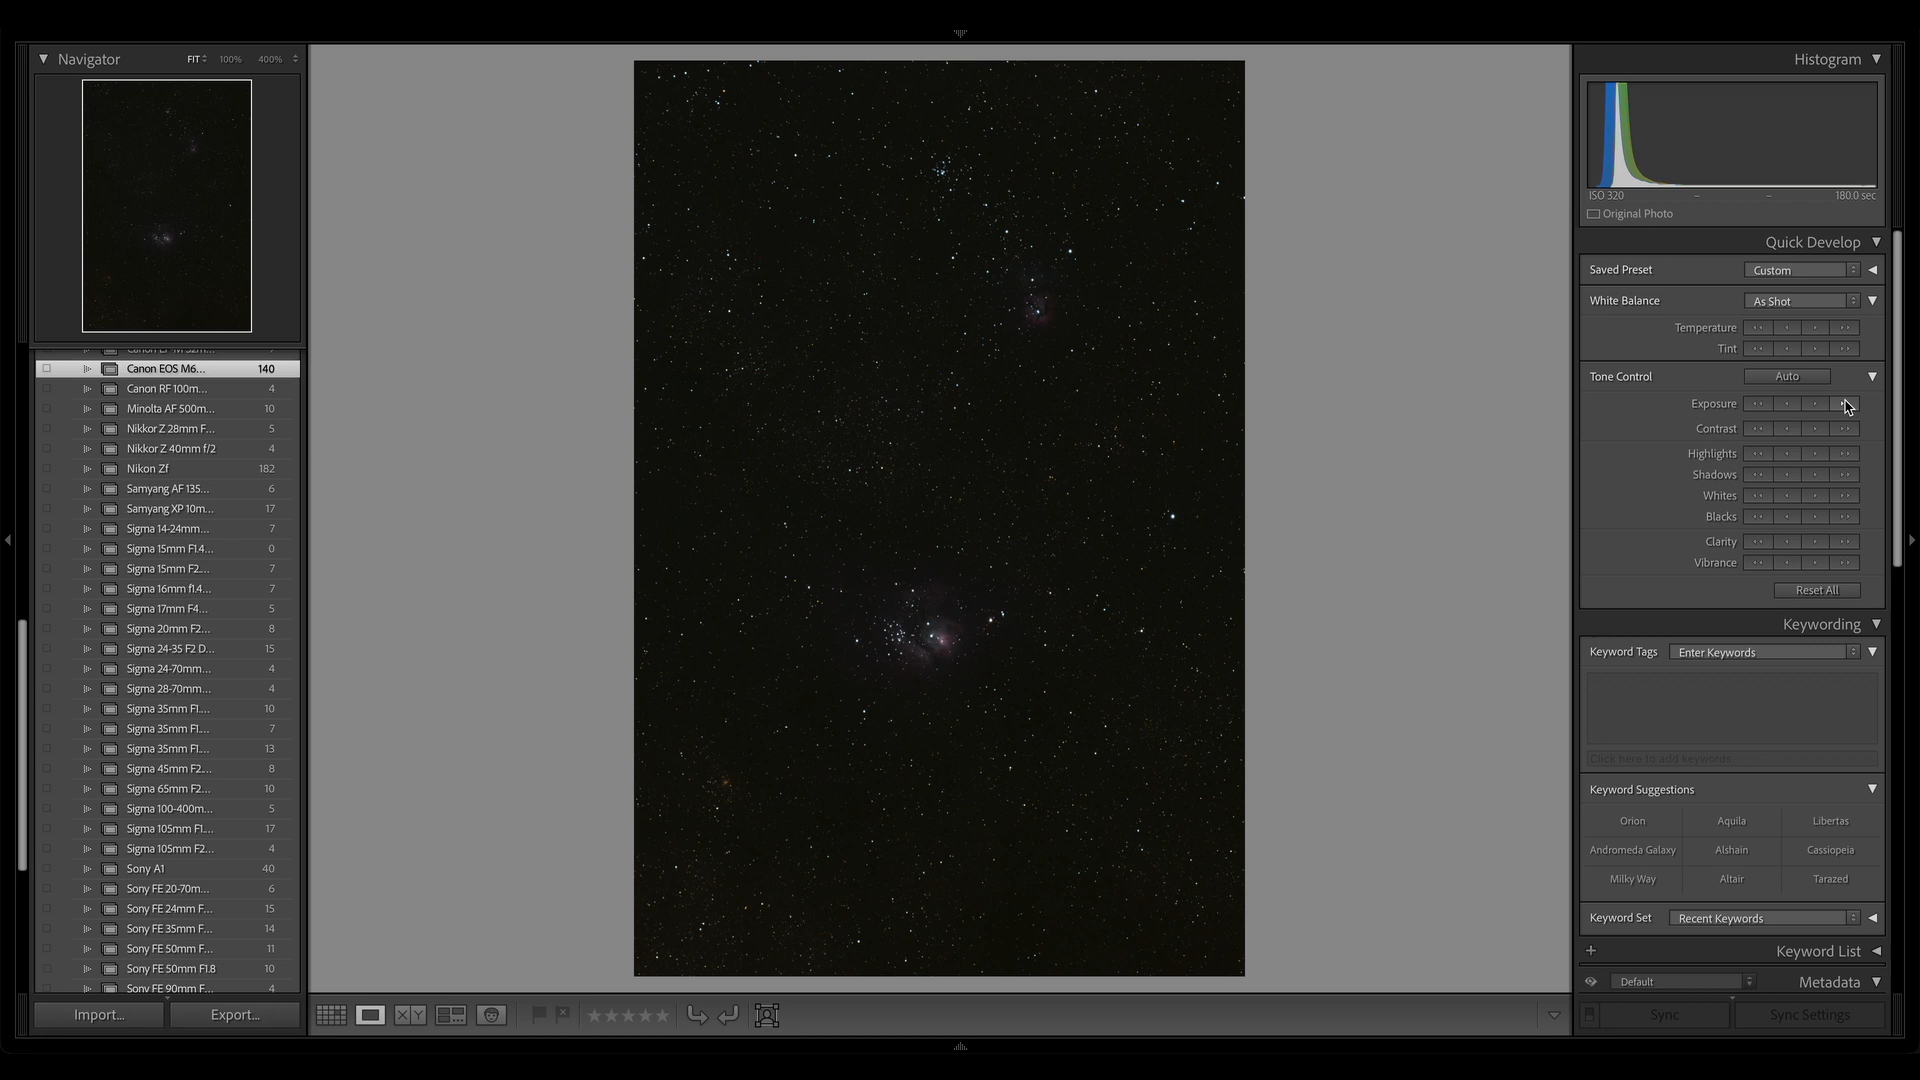 Navigator
FIT 100% 400%
Canon EOS M6... 140
Canon RF 100m... 4
Minolta AF 500m... 10
Nikkor Z 28mm F... 5
Nikkor Z 40mm f/2 4
Nikon Zf 182
Samyang AF 135... 6
Samyang XP 10m... 17
Sigma 14-24mm... 7
Sigma 15mm F1.4... 0
Sigma 15mm F2.... 7
Sigma 16mm f1.4... 7
Sigma 17mm F4... 5
Sigma 20mm F2... 8
Sigma 24-35 F2 D... 15
Sigma 24-70mm... 4
Sigma 28-70mm... 4
Sigma 35mm F1.... 10
Sigma 35mm F1.... 7
Sigma 35mm F1.... 13
Sigma 45mm F2.... 8
Sigma 65mm F2... 10
Sigma 100-400m... 5
Sigma 105mm F1.... 17
Sigma 105mm F2... 4
Sony A1 40
Sony FE 20-70m... 6
Sony FE 24mm F... 15
Sony FE 35mm F... 14
Sony FE 50mm F... 11
Sony FE 50mm F1.8 10
Sony FE 90mm F... 4
Import... Export...
XY
Histogram
ISO 320 – – 180.0 sec
Original Photo
Quick Develop
Saved Preset Custom
White Balance As Shot
Temperature
Tint
Tone Control Auto
Exposure
Contrast
Highlights
Shadows
Whites
Blacks
Clarity
Vibrance
Reset All
Keywording
Keyword Tags Enter Keywords
Click here to add keywords
Keyword Suggestions
Orion Aquila Libertas
Andromeda Galaxy Alshain Cassiopeia
Milky Way Altair Tarazed
Keyword Set Recent Keywords
Keyword List
Default Metadata
Sync Sync Settings